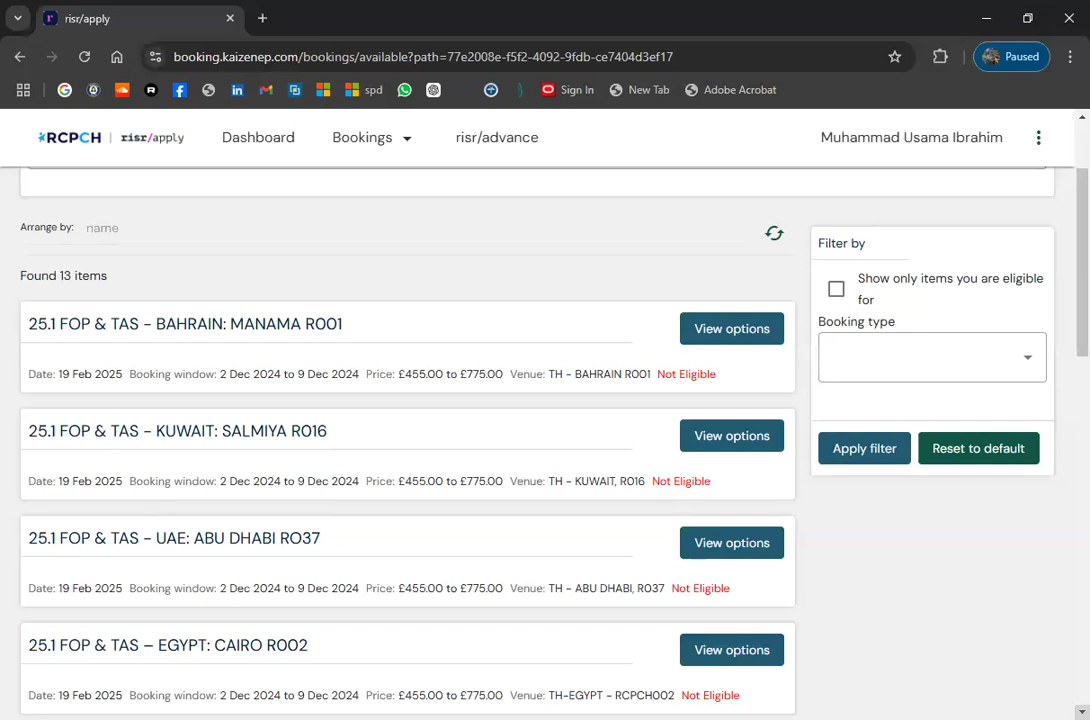 risr/apply
booking.kaizenep.com/bookings/available?path=77e2008e-f5f2-4092-9fdb-ce7404d3ef17
Paused
spd
Sign In
New Tab
Adobe Acrobat
RCPCH | risr/apply
Dashboard
Bookings
risr/advance
Muhammad Usama Ibrahim
Arrange by: name
Found 13 items
25.1 FOP & TAS - BAHRAIN: MANAMA R001
View options
Date: 19 Feb 2025 Booking window: 2 Dec 2024 to 9 Dec 2024 Price: £455.00 to £775.00 Venue: TH - BAHRAIN R001 Not Eligible
25.1 FOP & TAS - KUWAIT: SALMIYA R016
View options
Date: 19 Feb 2025 Booking window: 2 Dec 2024 to 9 Dec 2024 Price: £455.00 to £775.00 Venue: TH - KUWAIT, R016 Not Eligible
25.1 FOP & TAS - UAE: ABU DHABI RO37
View options
Date: 19 Feb 2025 Booking window: 2 Dec 2024 to 9 Dec 2024 Price: £455.00 to £775.00 Venue: TH - ABU DHABI, R037 Not Eligible
25.1 FOP & TAS – EGYPT: CAIRO R002
View options
Date: 19 Feb 2025 Booking window: 2 Dec 2024 to 9 Dec 2024 Price: £455.00 to £775.00 Venue: TH-EGYPT - RCPCH002 Not Eligible
Filter by
Show only items you are eligible
for
Booking type
Apply filter
Reset to default